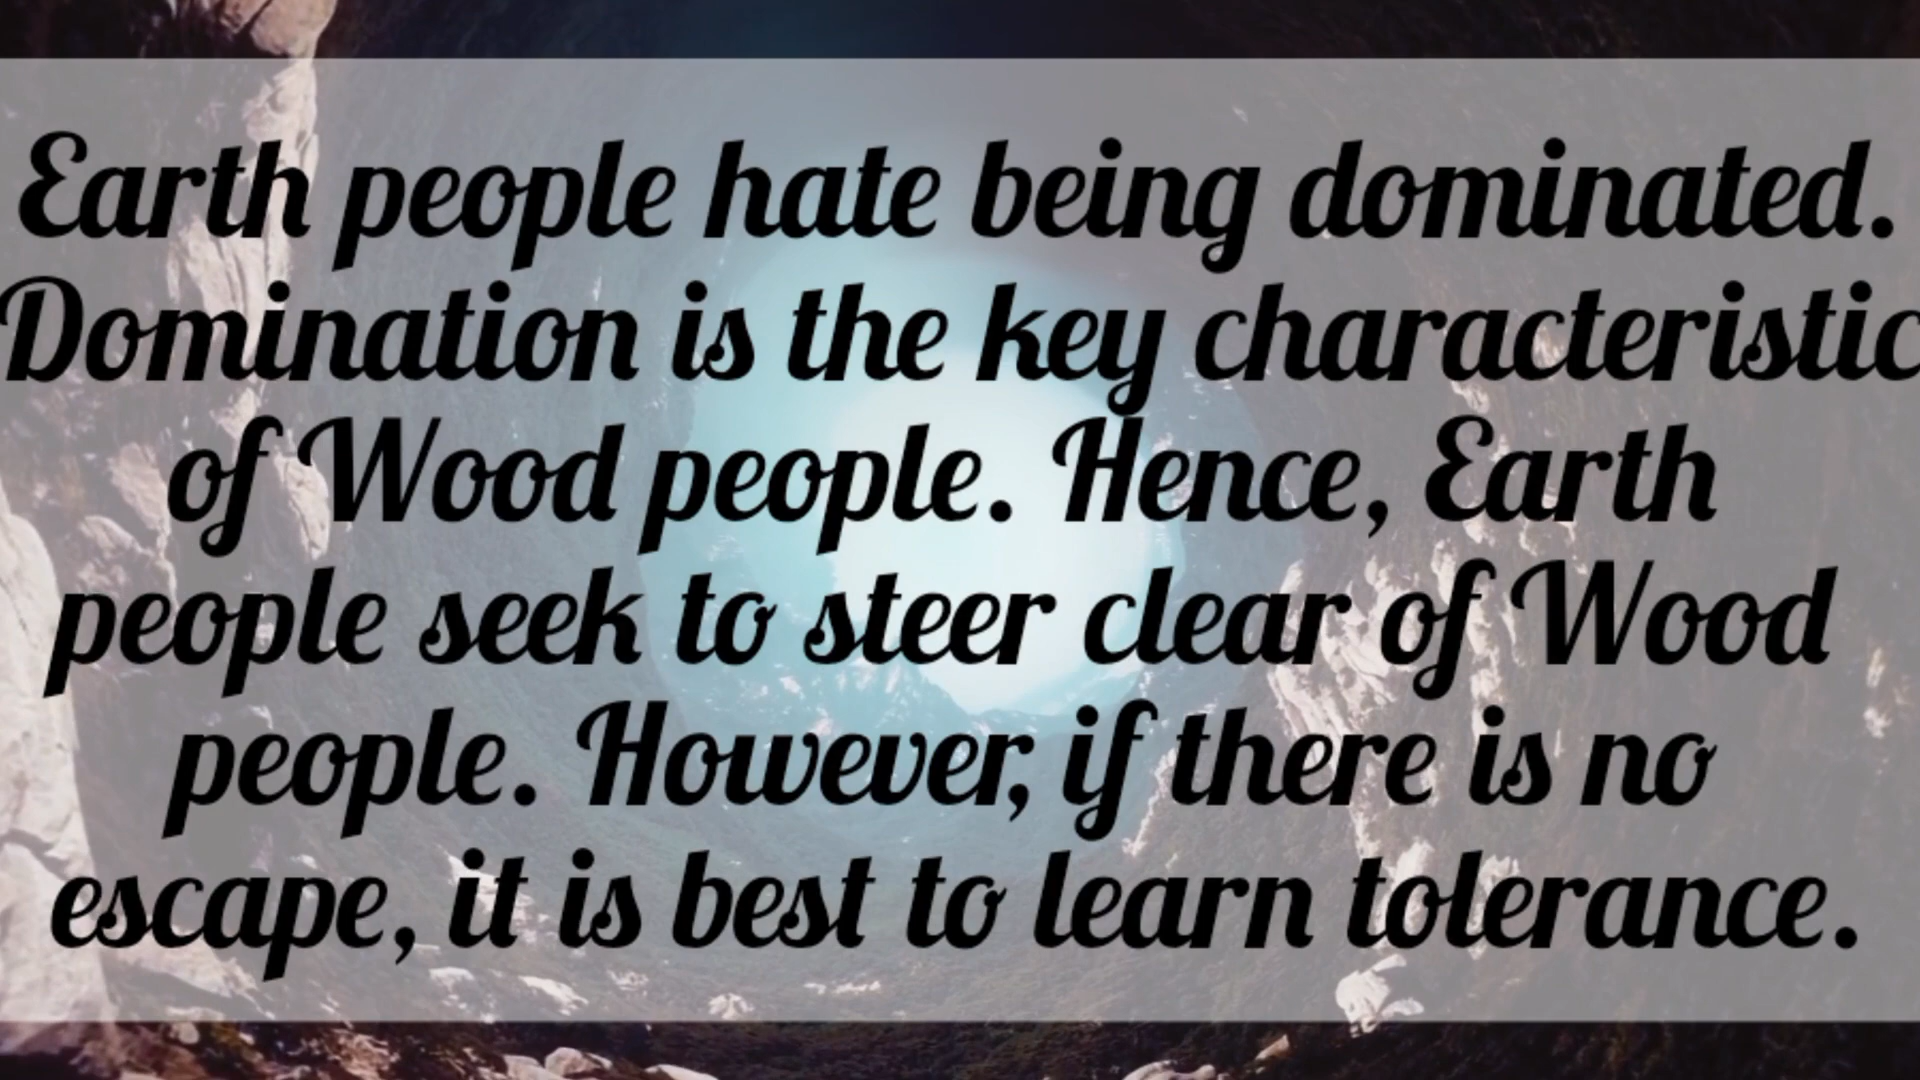 Earth people hate being dominated.
Domination is the key characteristic
of Wood people. Hence, Earth
people seek to steer clear of Wood
people. However, if there is no
escape, it is best to learn tolerance.